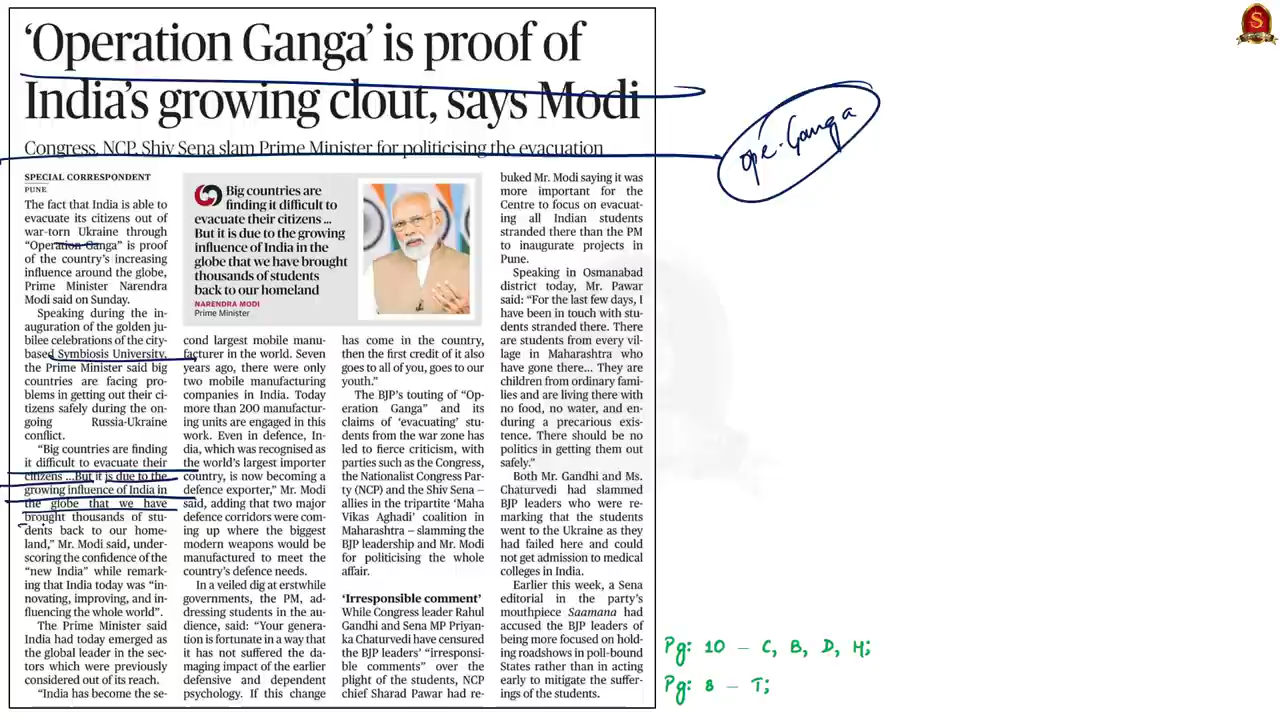 ‘Operation Ganga’ is proof of
India’s growing clout, says Modi
Congress, NCP, Shiv Sena slam Prime Minister for politicising the evacuation
SPECIAL CORRESPONDENT
PUNE
The fact that India is able to
evacuate its citizens out of
war-torn Ukraine through
“Operation Ganga” is proof
of the country’s increasing
influence around the globe,
Prime Minister Narendra
Modi said on Sunday.
Speaking during the in-
auguration of the golden ju-
bilee celebrations of the city-
based Symbiosis University,
the Prime Minister said big
countries are facing pro-
blems in getting out their ci-
tizens safely during the on-
going Russia-Ukraine
conflict.
“Big countries are finding
it difficult to evacuate their
citizens ...But it is due to the
growing influence of India in
the globe that we have
brought thousands of stu-
dents back to our home-
land,” Mr. Modi said, under-
scoring the confidence of the
“new India” while remark-
ing that India today was “in-
novating, improving, and in-
fluencing the whole world”.
The Prime Minister said
India had today emerged as
the global leader in the sec-
tors which were previously
considered out of its reach.
“India has become the se-
Big countries are
finding it difficult to
evacuate their citizens ...
But it is due to the growing
influence of India in the
globe that we have brought
thousands of students
back to our homeland
NARENDRA MODI
Prime Minister
cond largest mobile manu-
facturer in the world. Seven
years ago, there were only
two mobile manufacturing
companies in India. Today
more than 200 manufactur-
ing units are engaged in this
work. Even in defence, In-
dia, which was recognised as
the world’s largest importer
country, is now becoming a
defence exporter,” Mr. Modi
said, adding that two major
defence corridors were com-
ing up where the biggest
modern weapons would be
manufactured to meet the
country’s defence needs.
In a veiled dig at erstwhile
governments, the PM, ad-
dressing students in the au-
dience, said: “Your genera-
tion is fortunate in a way that
it has not suffered the da-
maging impact of the earlier
defensive and dependent
psychology. If this change
has come in the country,
then the first credit of it also
goes to all of you, goes to our
youth.”
The BJP’s touting of “Op-
eration Ganga” and its
claims of ‘evacuating’ stu-
dents from the war zone has
led to fierce criticism, with
parties such as the Congress,
the Nationalist Congress Par-
ty (NCP) and the Shiv Sena –
allies in the tripartite ‘Maha
Vikas Aghadi’ coalition in
Maharashtra – slamming the
BJP leadership and Mr. Modi
for politicising the whole
affair.
‘Irresponsible comment’
While Congress leader Rahul
Gandhi and Sena MP Priyan-
ka Chaturvedi have censured
the BJP leaders’ “irresponsi-
ble comments” over the
plight of the students, NCP
chief Sharad Pawar had re-
buked Mr. Modi saying it was
more important for the
Centre to focus on evacuat-
ing all Indian students
stranded there than the PM
to inaugurate projects in
Pune.
Speaking in Osmanabad
district today, Mr. Pawar
said: “For the last few days, I
have been in touch with stu-
dents stranded there. There
are students from every vil-
lage in Maharashtra who
have gone there... They are
children from ordinary fami-
lies and are living there with
no food, no water, and en-
during a precarious exis-
tence. There should be no
politics in getting them out
safely.”
Both Mr. Gandhi and Ms.
Chaturvedi had slammed
BJP leaders who were re-
marking that the students
went to the Ukraine as they
had failed here and could
not get admission to medical
colleges in India.
Earlier this week, a Sena
editorial in the party’s
mouthpiece Saamana had
accused the BJP leaders of
being more focused on hold-
ing roadshows in poll-bound
States rather than in acting
early to mitigate the suffer-
ings of the students.
Ope-Ganga
Pg: 10 – C, B, D, H;
Pg: 8 – T;
S